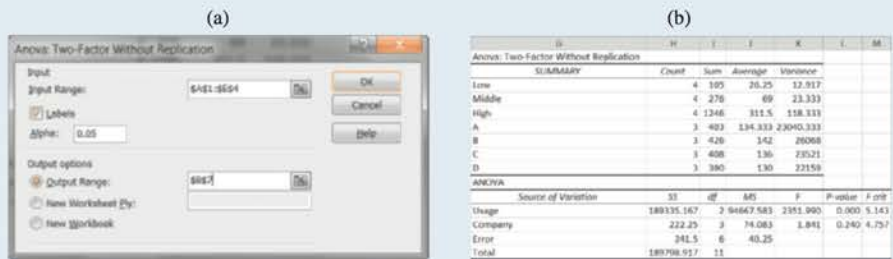 (a)
Anova: Two-Factor Without Replication
Input
Input Range:
$A$1:$E$4
Labels
Alpha:
0.05
OK
Cancel
Help
Output options
Output Range:
$B$7
New Worksheet Ply:
New Workbook
(b)
G H I J K L M
Anova: Two-Factor Without Replication
SUMMARY Count Sum Average Variance
Low 4 105 26.25 12.917
Middle 4 276 69 23.333
High 4 1246 311.5 118.333
A 3 403 134.333 23040.333
B 3 426 142 26068
C 3 408 136 23521
D 3 390 130 22159
ANOVA
Source of Variation SS df MS F P-value F crit
Usage 189335.167 2 94667.583 2351.990 0.000 5.143
Company 222.25 3 74.083 1.841 0.240 4.757
Error 241.5 6 40.25
Total 189798.917 11